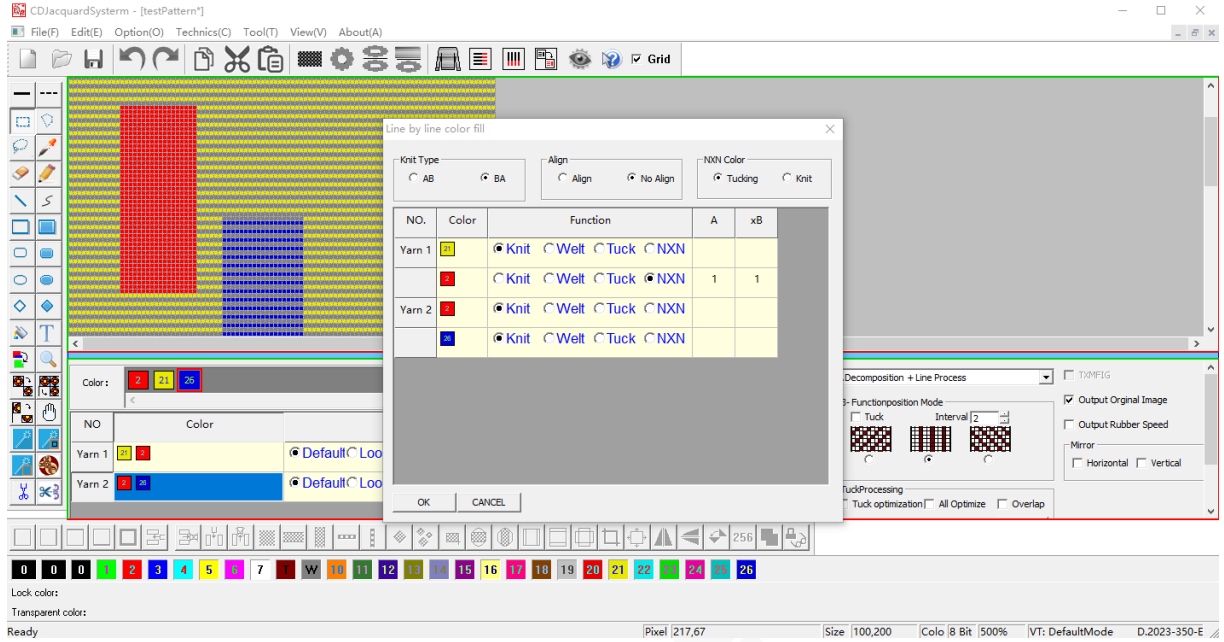 CDJacquardSysterm - [testPattern*]
File(F) Edit(E) Option(O) Technics(C) Tool(T) View(V) About(A)
Grid
Line by line color fill
Knit Type
AB BA
Align
Align No Align
NXN Color
Tucking Knit
NO. Color Function A xB
Yarn 1 21 Knit Welt Tuck NXN
2 Knit Welt Tuck NXN 1 1
Yarn 2 2 Knit Welt Tuck NXN
26 Knit Welt Tuck NXN
OK CANCEL
Color: 2 21 26
NO Color
Yarn 1 21 2 Default Loo
Yarn 2 2 26 Default Loo
.Decomposition + Line Process
3- Functionposition Mode
Tuck Interval 2
TuckProcessing
Tuck optimization All Optimize Overlap
TXMFIG
Output Orginal Image
Output Rubber Speed
Mirror
Horizontal Vertical
256
0 0 0 1 2 3 4 5 6 7 W 10 11 12 13 14 15 16 17 18 19 20 21 22 23 24 25 26
Lock color:
Transparent color:
Ready Pixel 217,67 Size 100,200 Colo 8 Bit 500% VT: DefaultMode D.2023-350-E